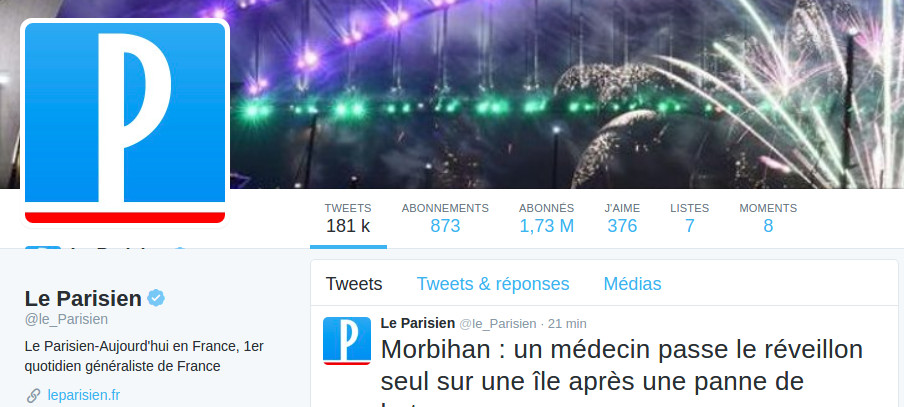 TWEETS
181 k
ABONNEMENTS
873
ABONNÉS
1,73 M
J'AIME
376
LISTES
7
MOMENTS
8
Le Parisien
@le_Parisien
Le Parisien-Aujourd'hui en France, 1er
quotidien généraliste de France
leparisien.fr
Tweets
Tweets & réponses
Médias
Le Parisien @le_Parisien · 21 min
Morbihan : un médecin passe le réveillon
seul sur une île après une panne de